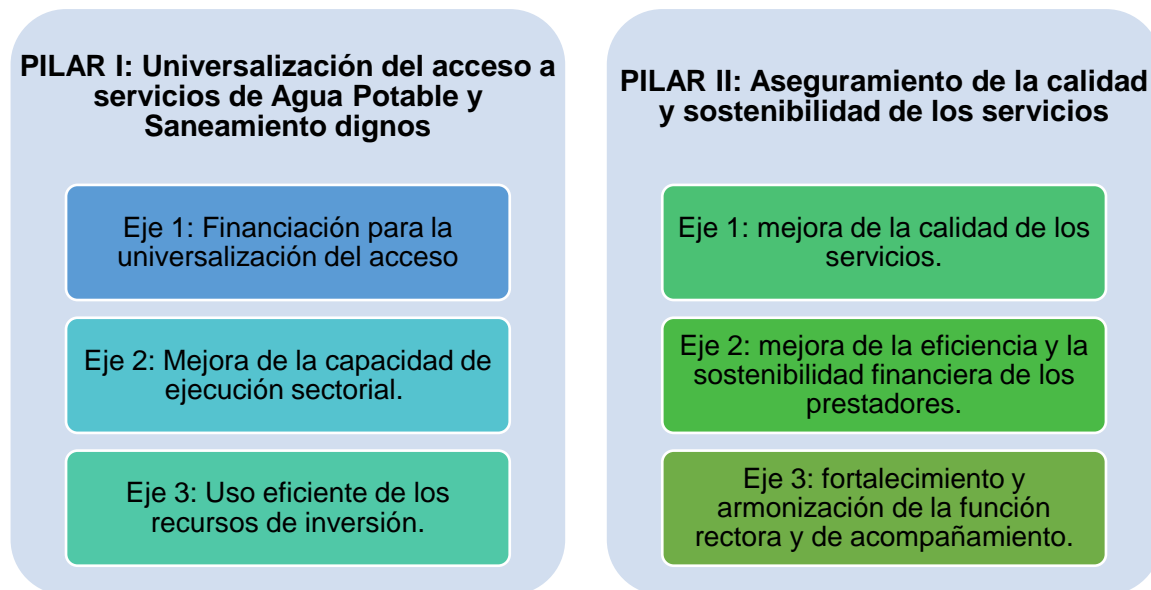 PILAR I: Universalización del acceso a
servicios de Agua Potable y
Saneamiento dignos
Eje 1: Financiación para la
universalización del acceso
Eje 2: Mejora de la capacidad de
ejecución sectorial.
Eje 3: Uso eficiente de los
recursos de inversión.
PILAR II: Aseguramiento de la calidad
y sostenibilidad de los servicios
Eje 1: mejora de la calidad de los
servicios.
Eje 2: mejora de la eficiencia y la
sostenibilidad financiera de los
prestadores.
Eje 3: fortalecimiento y
armonización de la función
rectora y de acompañamiento.